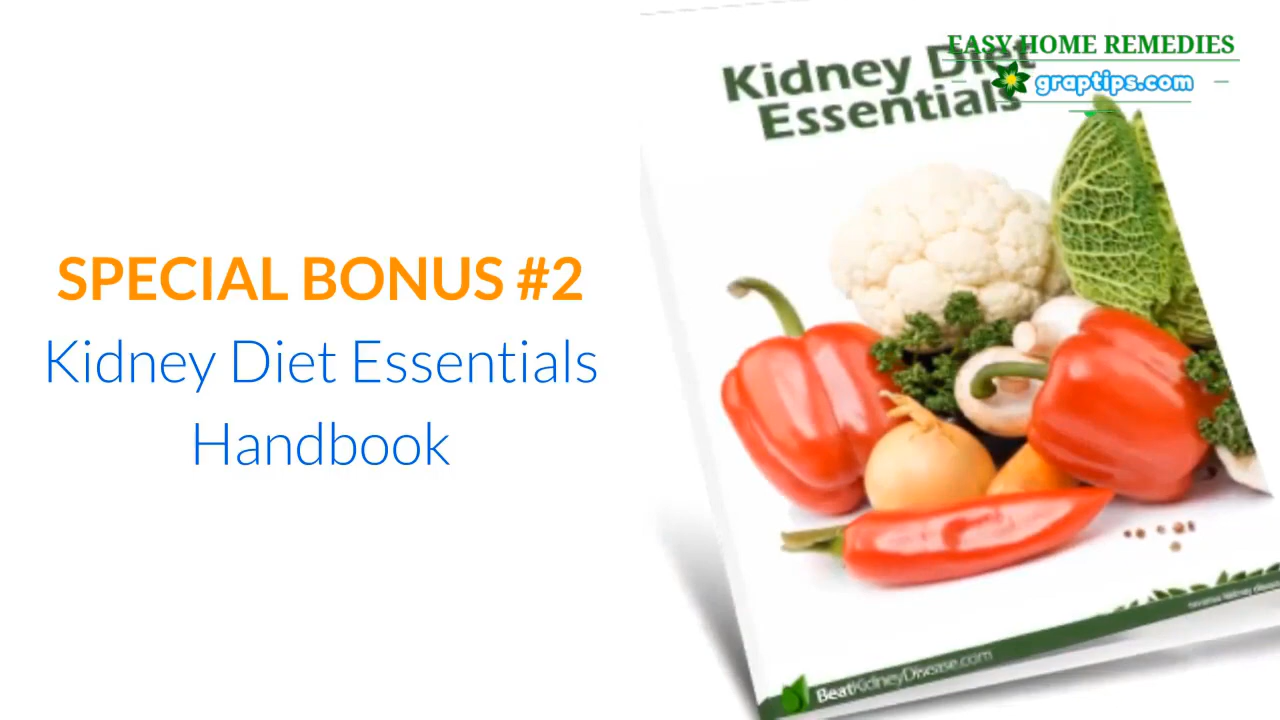 EASY HOME REMEDIES
graptips.com
Kidney Diet
Essentials
SPECIAL BONUS #2
Kidney Diet Essentials
Handbook
BeatKidneyDisease.com